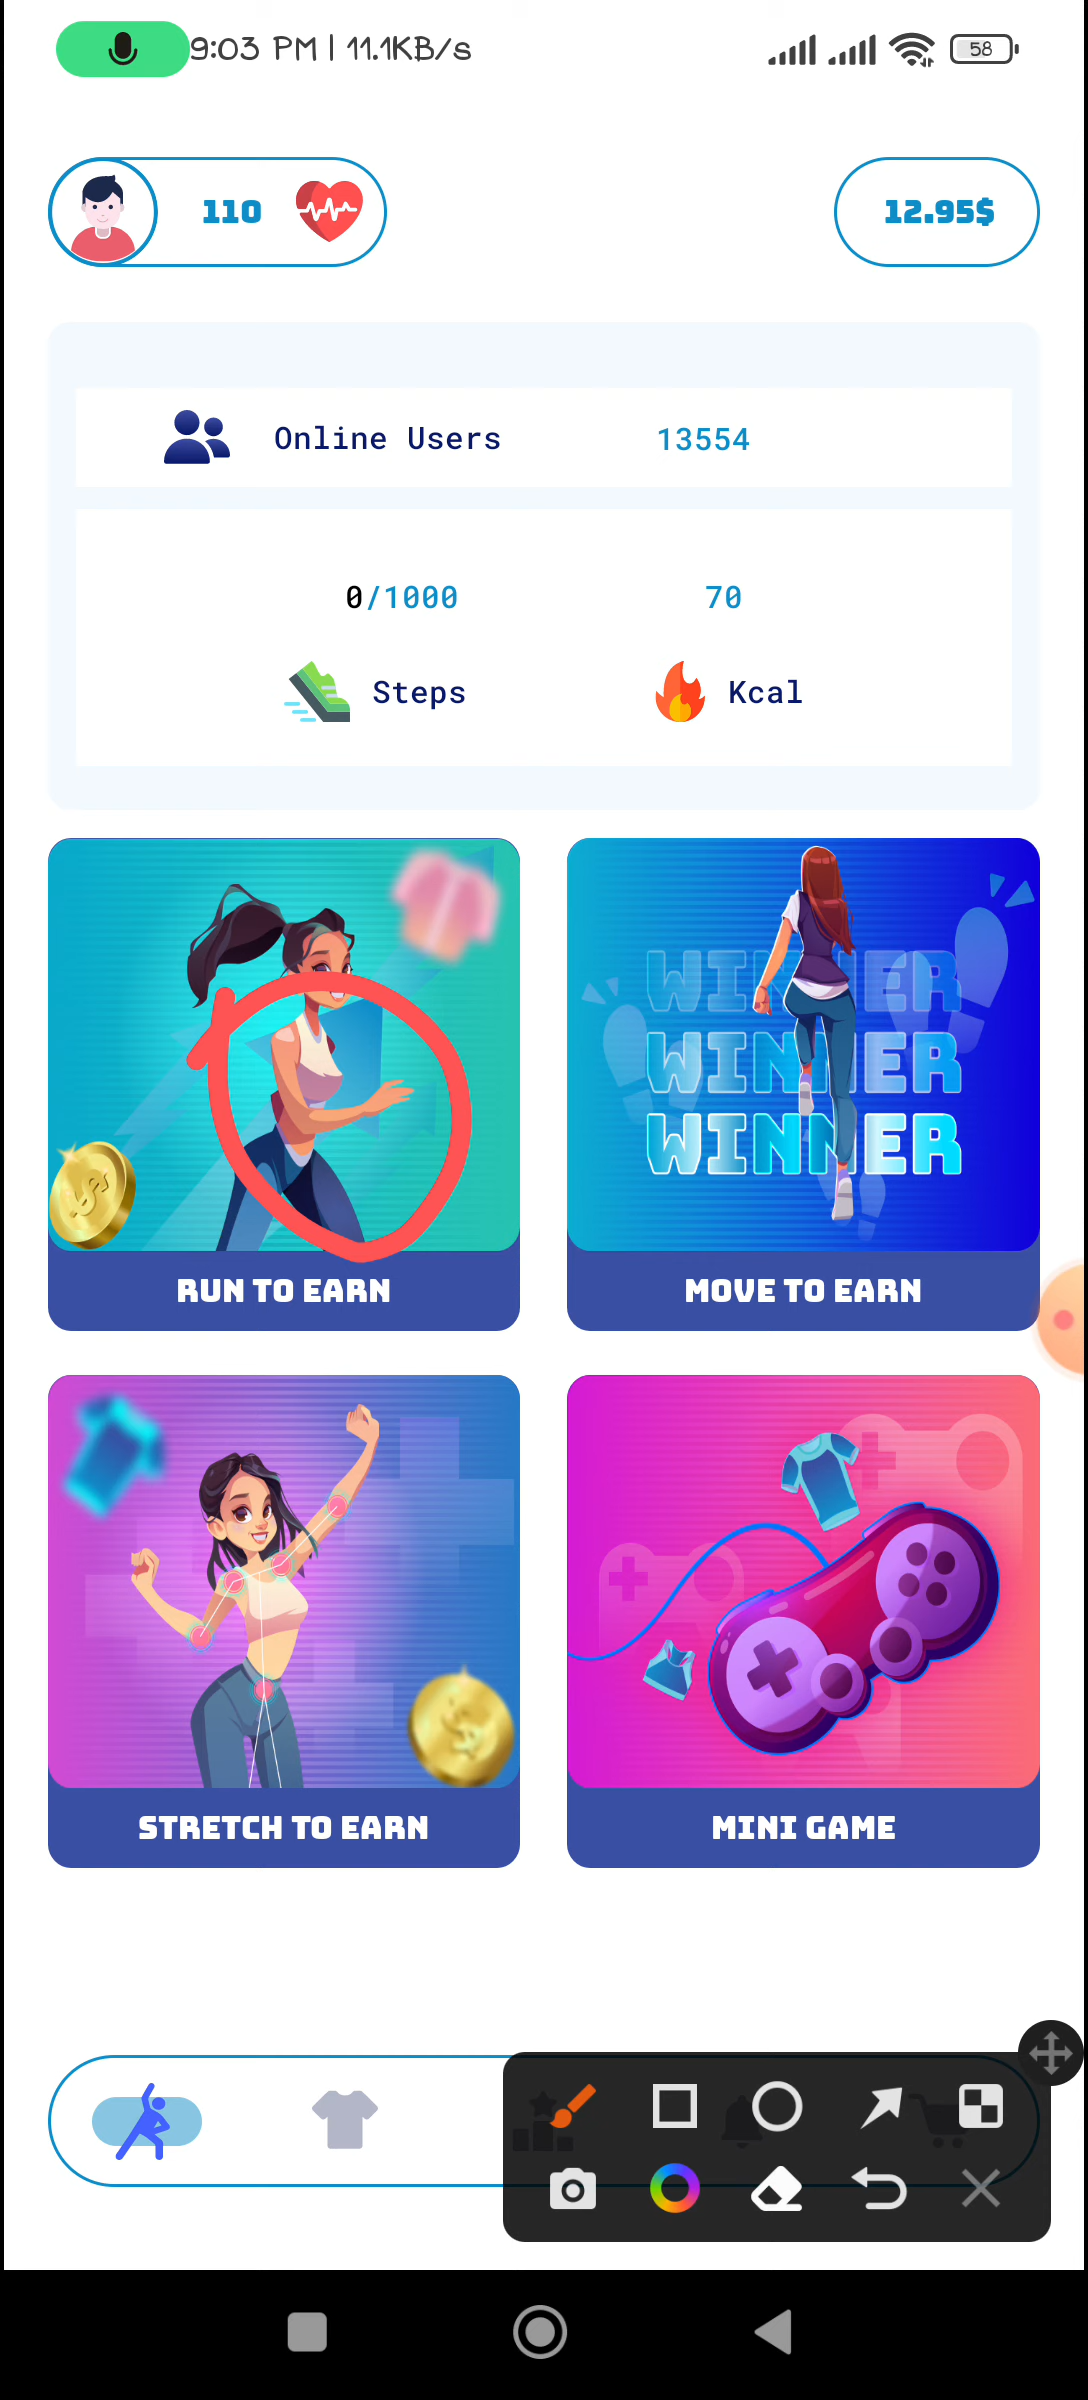 9:03 PM | 11.1KB/s 58
110 12.95$
Online Users 13554
0/1000 70
Steps Kcal
WINNER
WINNER
WINNER
RUN TO EARN MOVE TO EARN
STRETCH TO EARN MINI GAME